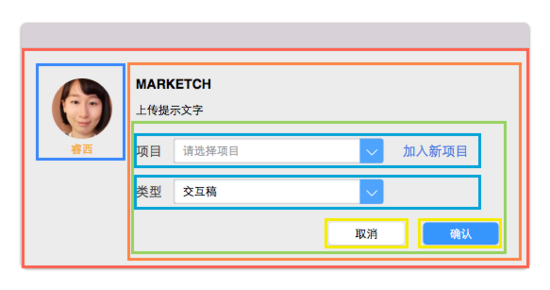 MARKETCH
上传提示文字
睿西
项目 请选择项目 加入新项目
类型 交互稿
取消 确认